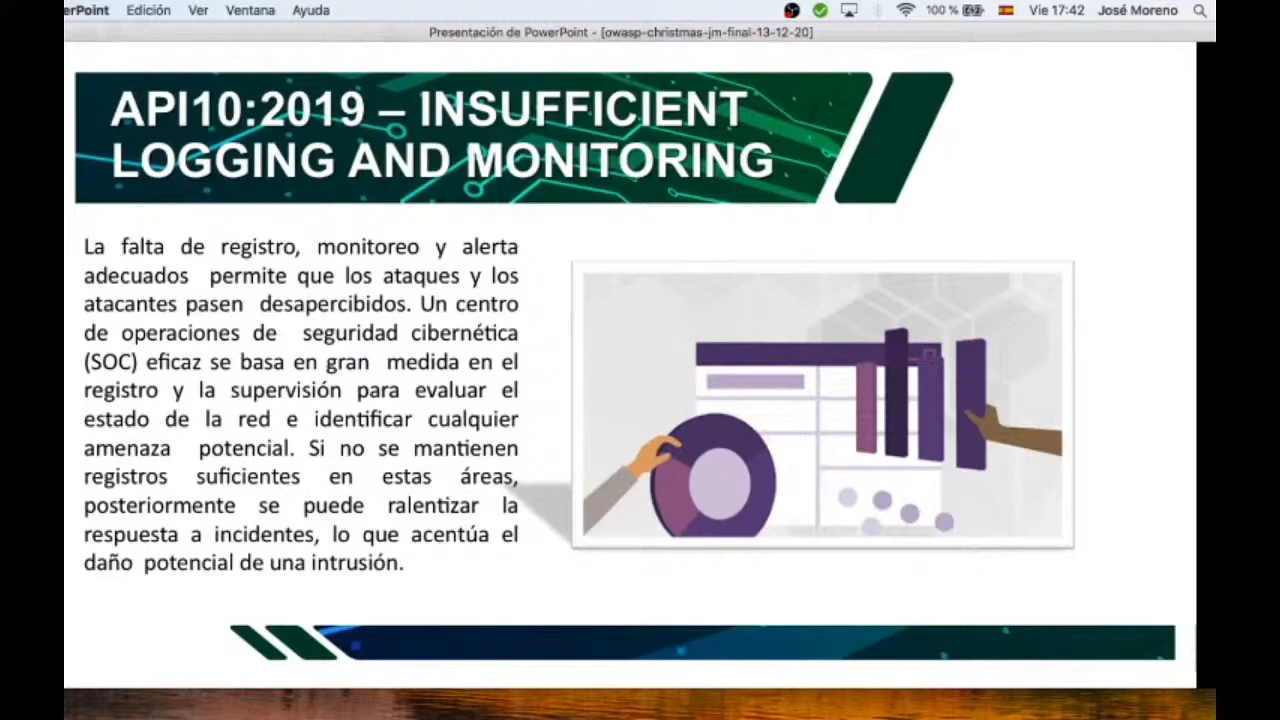 PowerPoint Edición Ver Ventana Ayuda 100 % Vie 17:42 José Moreno
Presentación de PowerPoint - [owasp-christmas-jm-final-13-12-20]
API10:2019 – INSUFFICIENT
LOGGING AND MONITORING
La falta de registro, monitoreo y alerta
adecuados permite que los ataques y los
atacantes pasen desapercibidos. Un centro
de operaciones de seguridad cibernética
(SOC) eficaz se basa en gran medida en el
registro y la supervisión para evaluar el
estado de la red e identificar cualquier
amenaza potencial. Si no se mantienen
registros suficientes en estas áreas,
posteriormente se puede ralentizar la
respuesta a incidentes, lo que acentúa el
daño potencial de una intrusión.